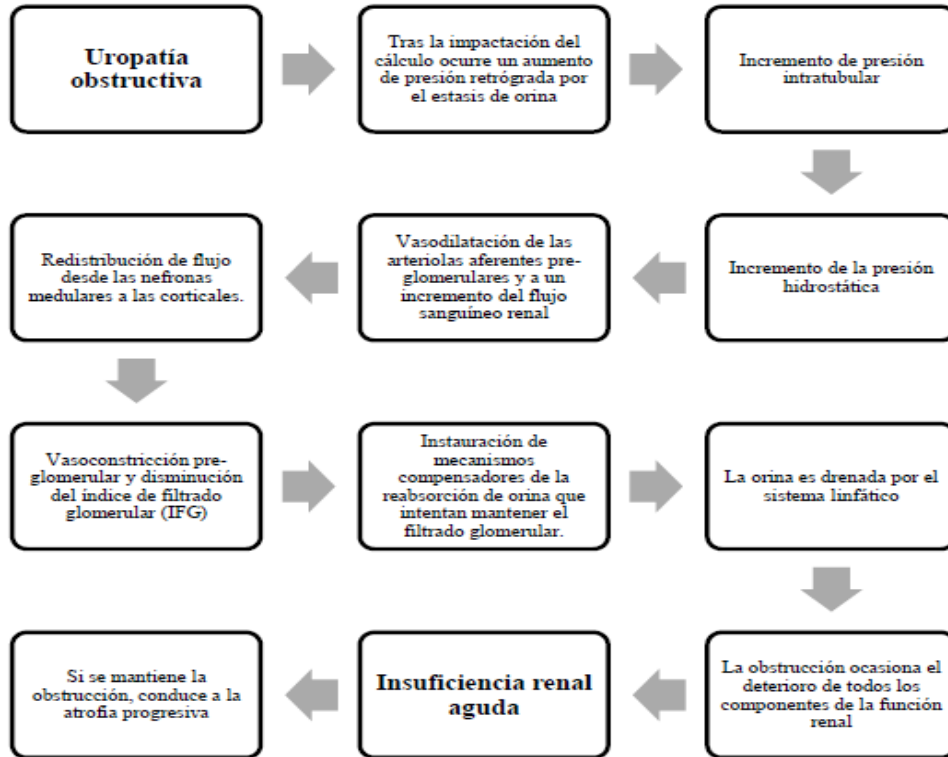 Uropatía
obstructiva
Tras la impactación del
cálculo ocurre un aumento
de presión retrógrada por
el estasis de orina
Incremento de presión
intratubular
Incremento de la presión
hidrostática
Vasodilatación de las
arteriolas aferentes pre-
glomerulares y a un
incremento del flujo
sanguíneo renal
Redistribución de flujo
desde las nefronas
medulares a las corticales.
Vasoconstricción pre-
glomerular y disminución
del índice de filtrado
glomerular (IFG)
Instauración de
mecanismos
compensadores de la
reabsorción de orina que
intentan mantener el
filtrado glomerular.
La orina es drenada por el
sistema linfático
La obstrucción ocasiona el
deterioro de todos los
componentes de la función
renal
Insuficiencia renal
aguda
Si se mantiene la
obstrucción, conduce a la
atrofia progresiva